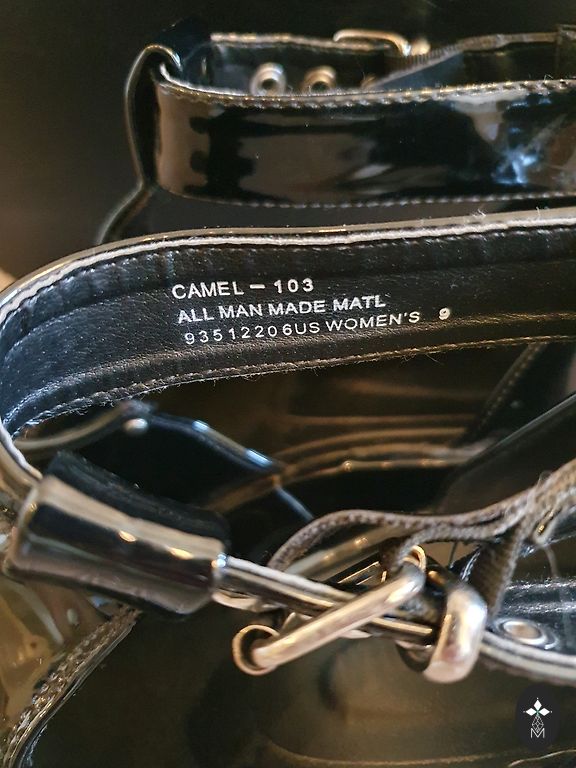 CAMEL - 103
ALL MAN MADE MATL
93512206US WOMEN'S 9
M